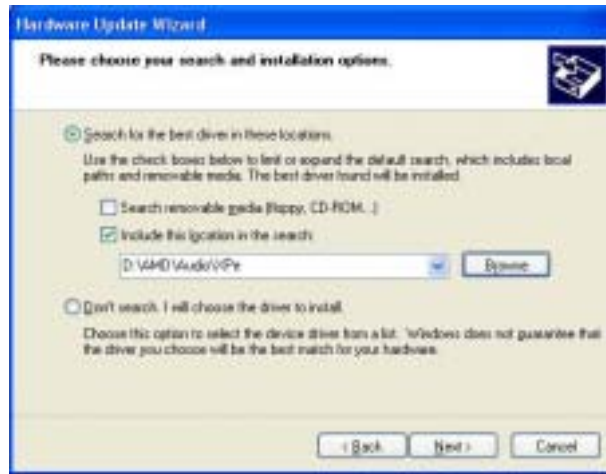 Hardware Update Wizard
Please choose your search and installation options.
Search for the best driver in these locations.
Use the check boxes below to limit or expand the default search, which includes local
paths and removable media. The best driver found will be installed.
Search removable media (floppy, CD-ROM...)
Include this location in the search:
D:\AMD\Audio\XPe
Browse
Don't search. I will choose the driver to install.
Choose this option to select the device driver from a list. Windows does not guarantee that
the driver you choose will be the best match for your hardware.
< Back
Next >
Cancel